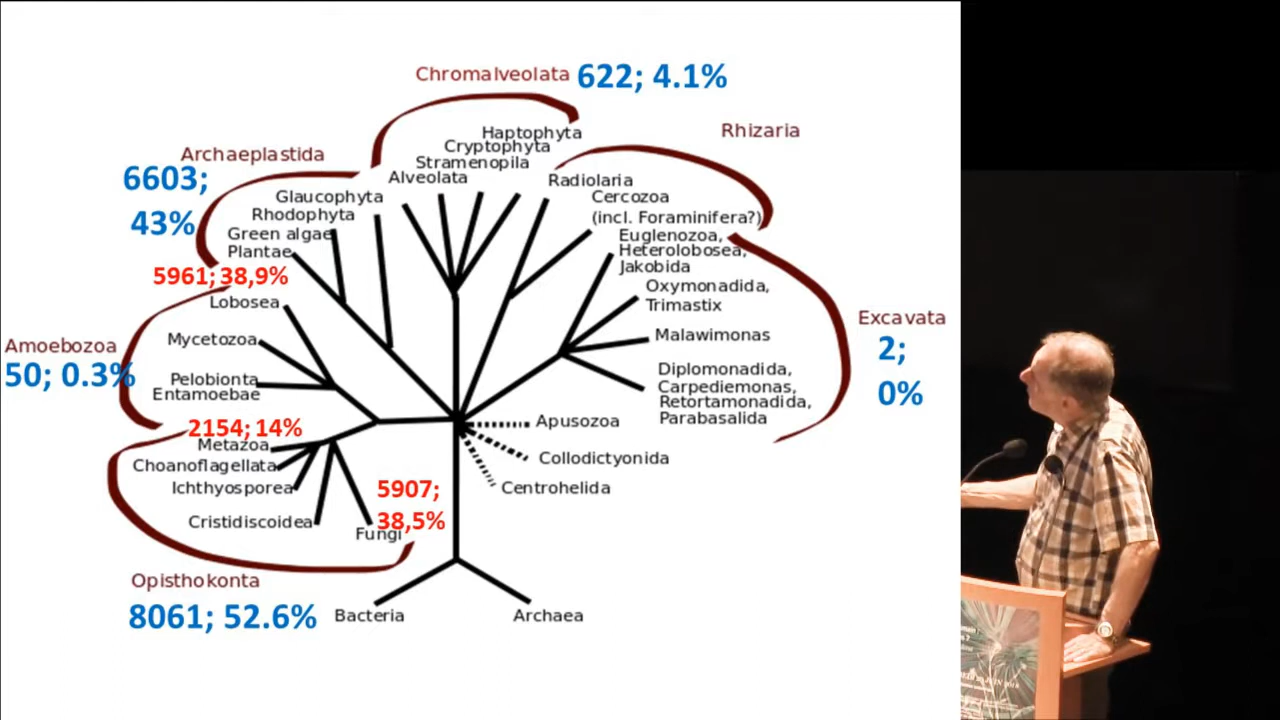 Chromalveolata 622; 4.1%
Rhizaria
Haptophyta
Cryptophyta
Stramenopila
Alveolata
Archaeplastida
6603;
43%
Glaucophyta
Rhodophyta
Green algae
Plantae
5961; 38,9%
Radiolaria
Cercozoa
(incl. Foraminifera?)
Euglenozoa,
Heterolobosea,
Jakobida
Oxymonadida,
Trimastix
Malawimonas
Diplomonadida,
Carpediemonas,
Retortamonadida,
Parabasalida
Excavata
2;
0%
Lobosea
Mycetozoa
Pelobionta
Entamoebae
Amoebozoa
50; 0.3%
2154; 14%
Metazoa
Choanoflagellata
Ichthyosporea
Cristidiscoidea
5907;
38,5%
Fungi
Apusozoa
Collodictyonida
Centrohelida
Opisthokonta
8061; 52.6%
Bacteria
Archaea